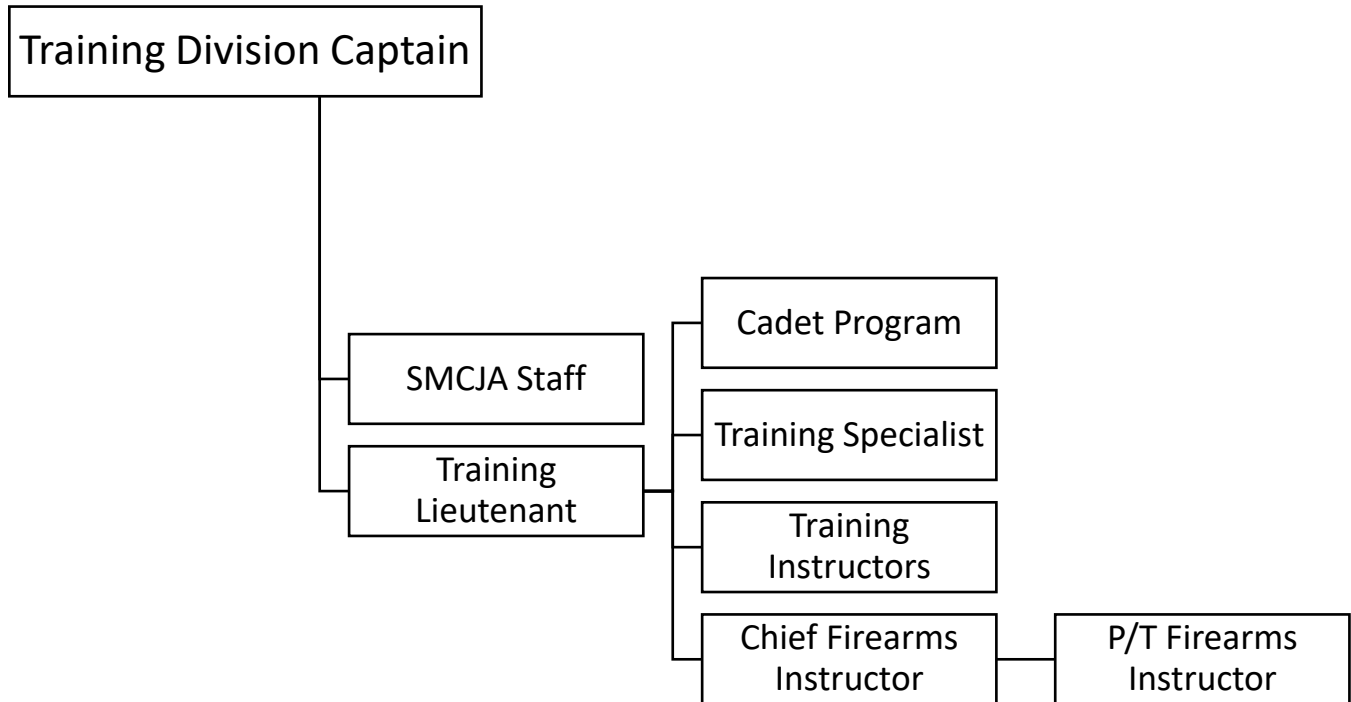 Training Division Captain
SMCJA Staff
Training
Lieutenant
Cadet Program
Training Specialist
Training
Instructors
Chief Firearms
Instructor
P/T Firearms
Instructor